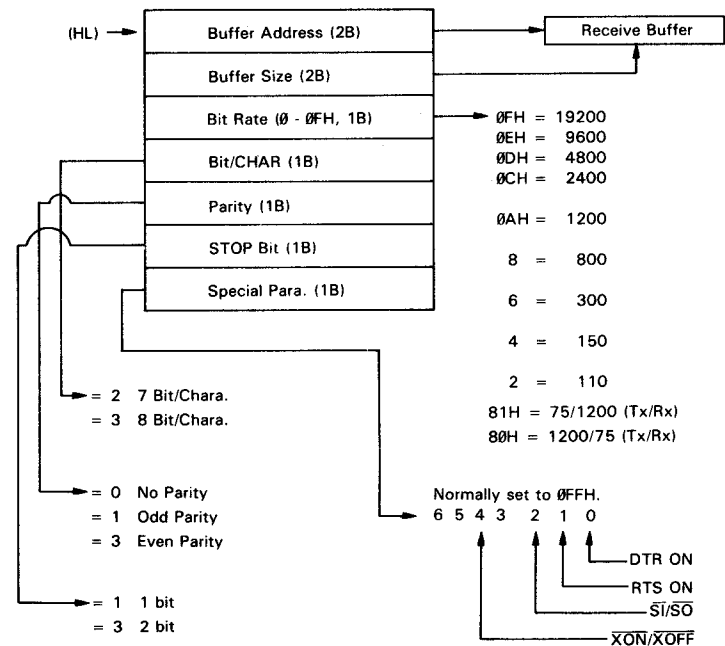 (HL)
Buffer Address (2B)
Receive Buffer
Buffer Size (2B)
Bit Rate (Ø - ØFH, 1B)
Bit/CHAR (1B)
Parity (1B)
STOP Bit (1B)
Special Para. (1B)
ØFH = 19200
ØEH = 9600
ØDH = 4800
ØCH = 2400
ØAH = 1200
8 = 800
6 = 300
4 = 150
2 = 110
81H = 75/1200 (Tx/Rx)
8ØH = 1200/75 (Tx/Rx)
= 2 7 Bit/Chara.
= 3 8 Bit/Chara.
= 0 No Parity
= 1 Odd Parity
= 3 Even Parity
= 1 1 bit
= 3 2 bit
Normally set to ØFFH.
6 5 4 3 2 1 0
DTR ON
RTS ON
S̅I̅/S̅O̅
X̅O̅N̅/X̅O̅F̅F̅